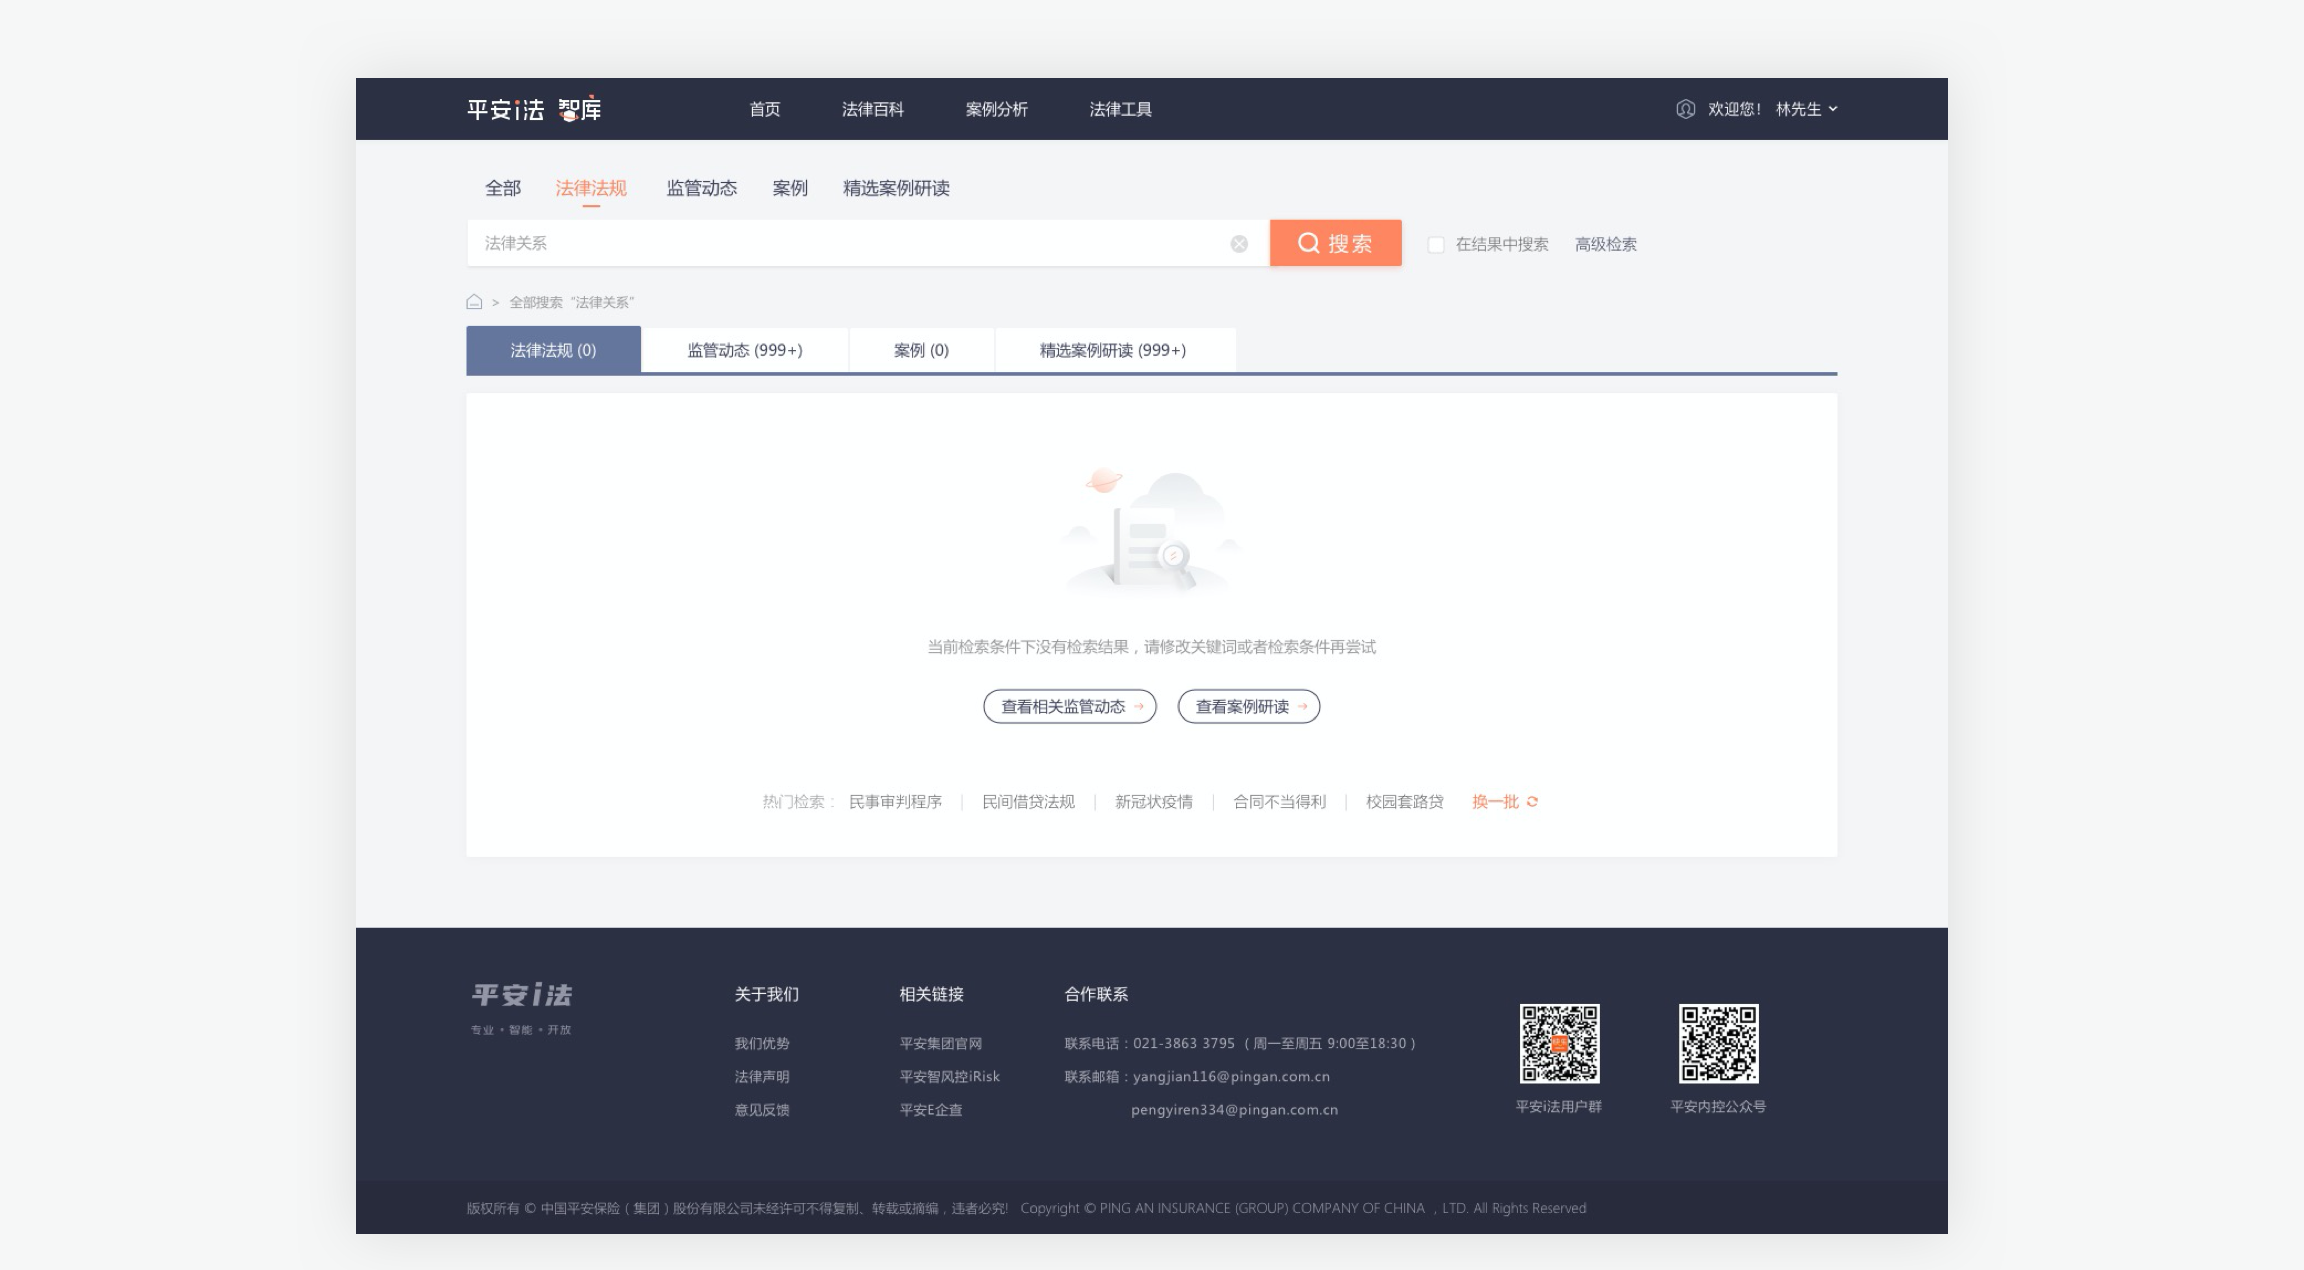 平安i法 智库 首页 法律百科 案例分析 法律工具 欢迎您! 林先生
全部 法律法规 监管动态 案例 精选案例研读
法律关系 搜索 在结果中搜索 高级检索
> 全部搜索 “法律关系”
法律法规 (0) 监管动态 (999+) 案例 (0) 精选案例研读 (999+)
当前检索条件下没有检索结果，请修改关键词或者检索条件再尝试
查看相关监管动态 → 查看案例研读 →
热门检索： 民事审判程序 | 民间借贷法规 | 新冠状疫情 | 合同不当得利 | 校园套路贷 换一批
平安i法 关于我们 相关链接 合作联系
专业 • 智能 • 开放
我们优势 平安集团官网 联系电话：021-3863 3795（周一至周五 9:00至18:30）
法律声明 平安智风控iRisk 联系邮箱：yangjian116@pingan.com.cn
意见反馈 平安E企查 pengyiren334@pingan.com.cn
平安i法用户群 平安内控公众号
版权所有 © 中国平安保险（集团）股份有限公司未经许可不得复制、转载或摘编，违者必究! Copyright © PING AN INSURANCE (GROUP) COMPANY OF CHINA ，LTD. All Rights Reserved